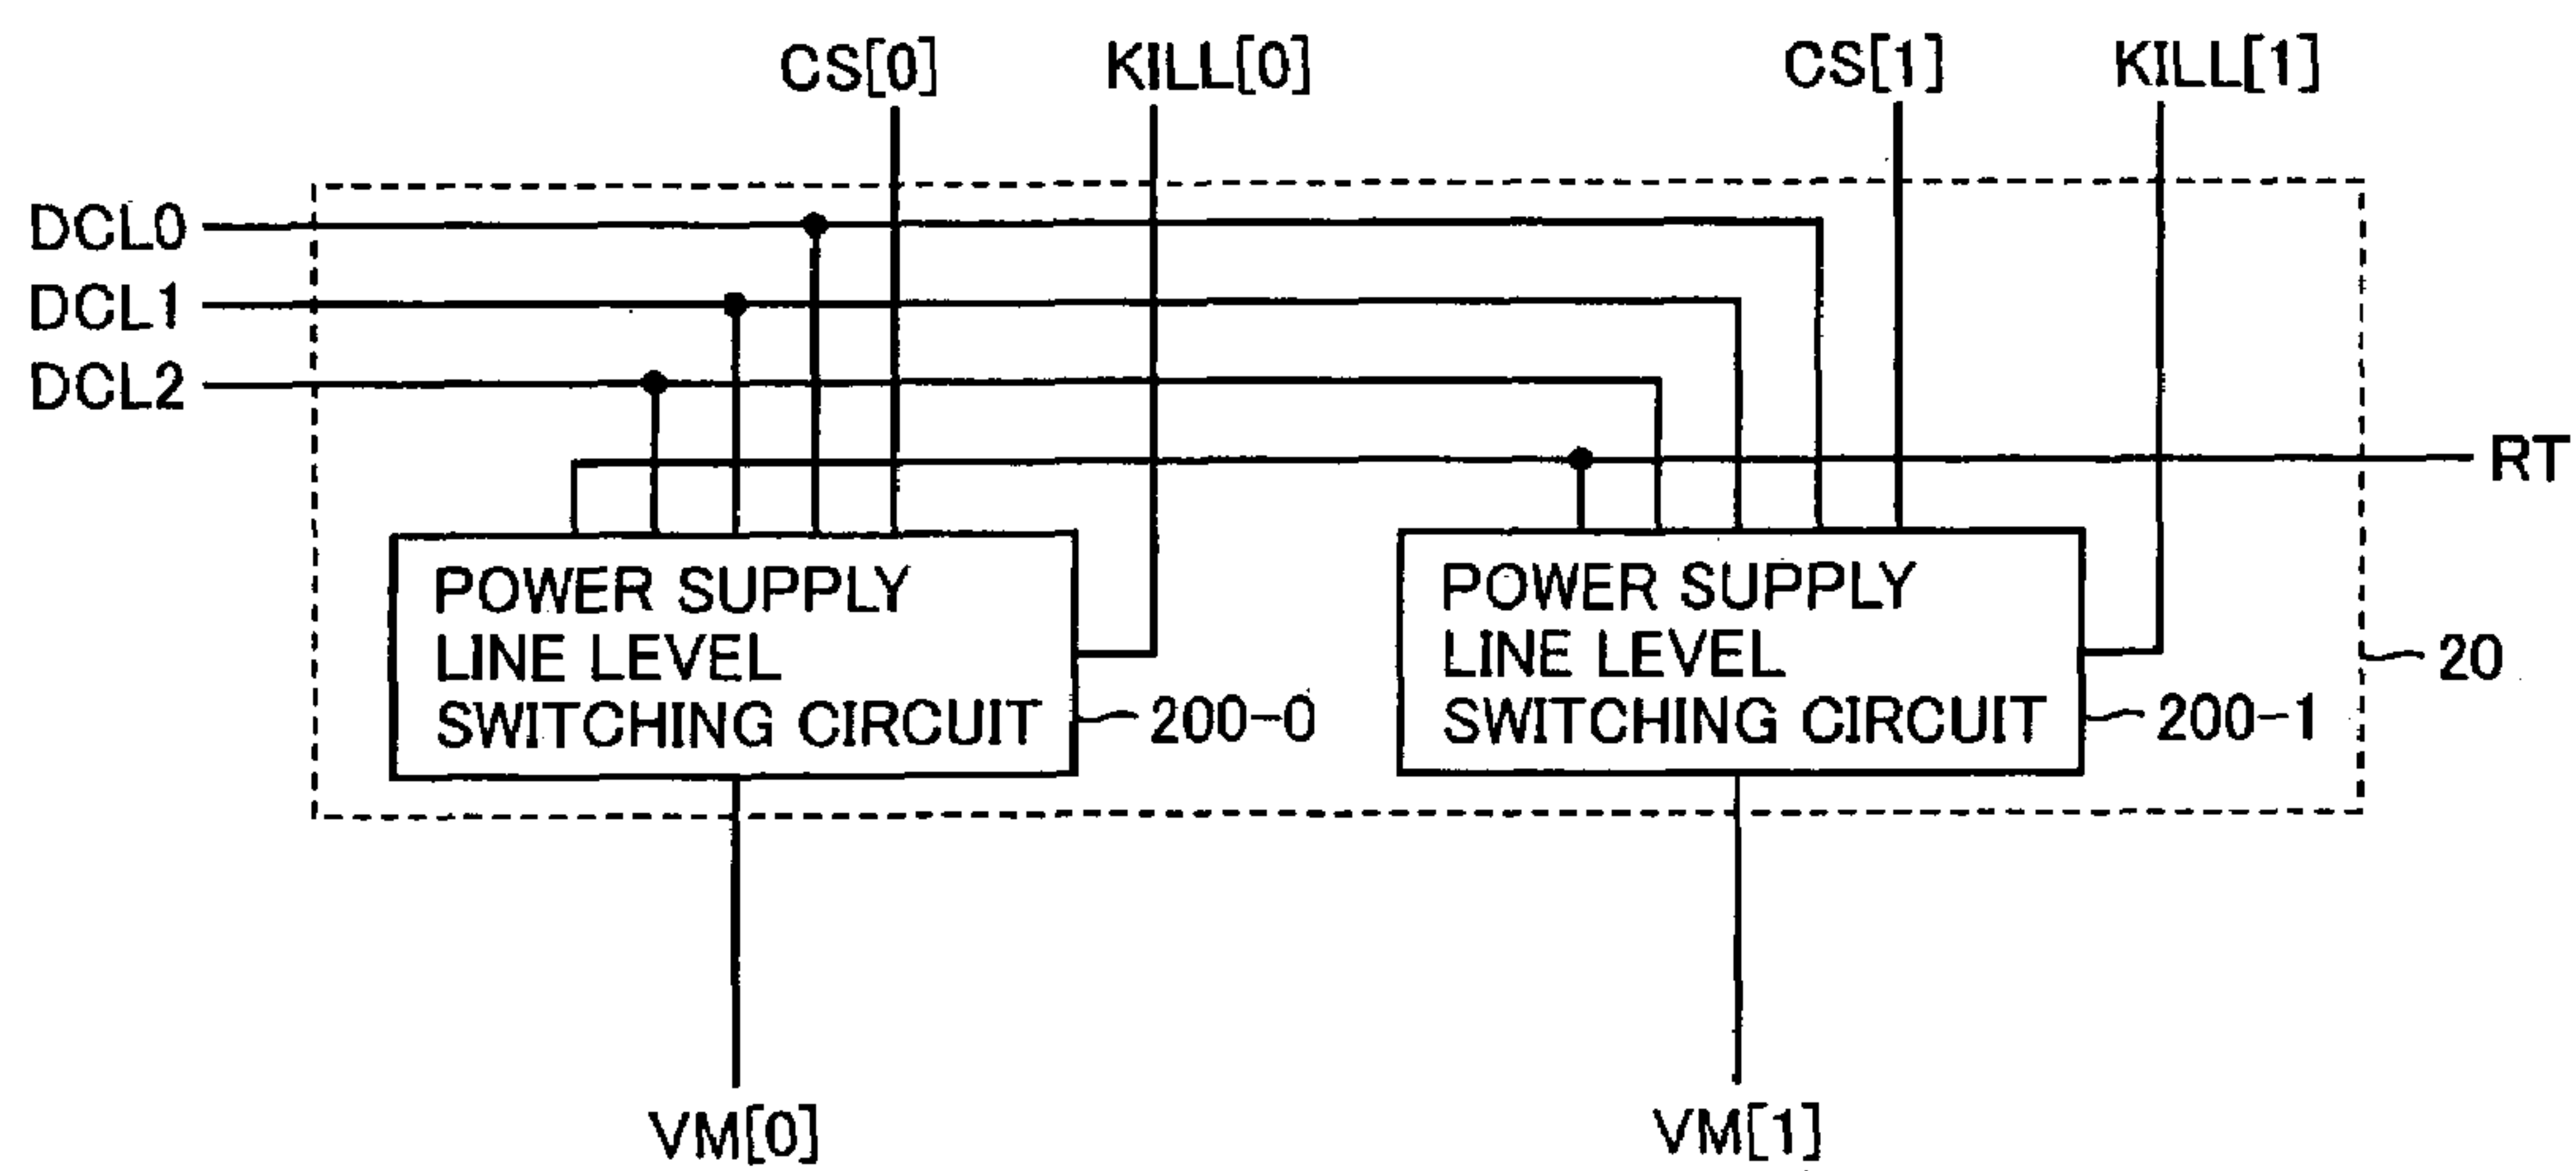 CS[0] KILL[0] CS[1] KILL[1]
DCL0
DCL1
DCL2
RT
POWER SUPPLY
LINE LEVEL
SWITCHING CIRCUIT
200-0
POWER SUPPLY
LINE LEVEL
SWITCHING CIRCUIT
200-1
20
VM[0] VM[1]